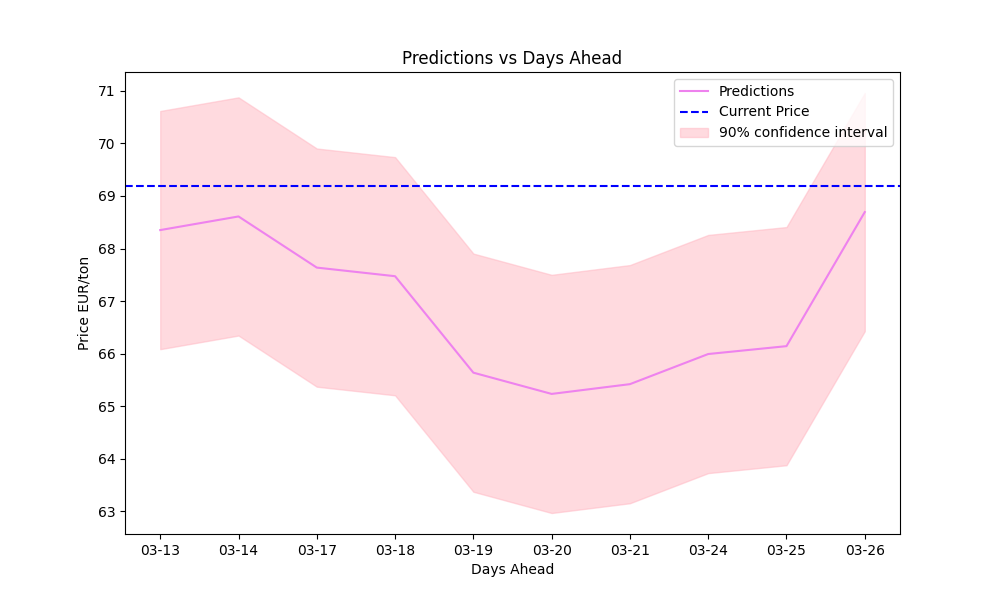 Predictions vs Days Ahead
Predictions
Current Price
90% confidence interval
Price EUR/ton
71
70
69
68
67
66
65
64
63
03-13 03-14 03-17 03-18 03-19 03-20 03-21 03-24 03-25 03-26
Days Ahead